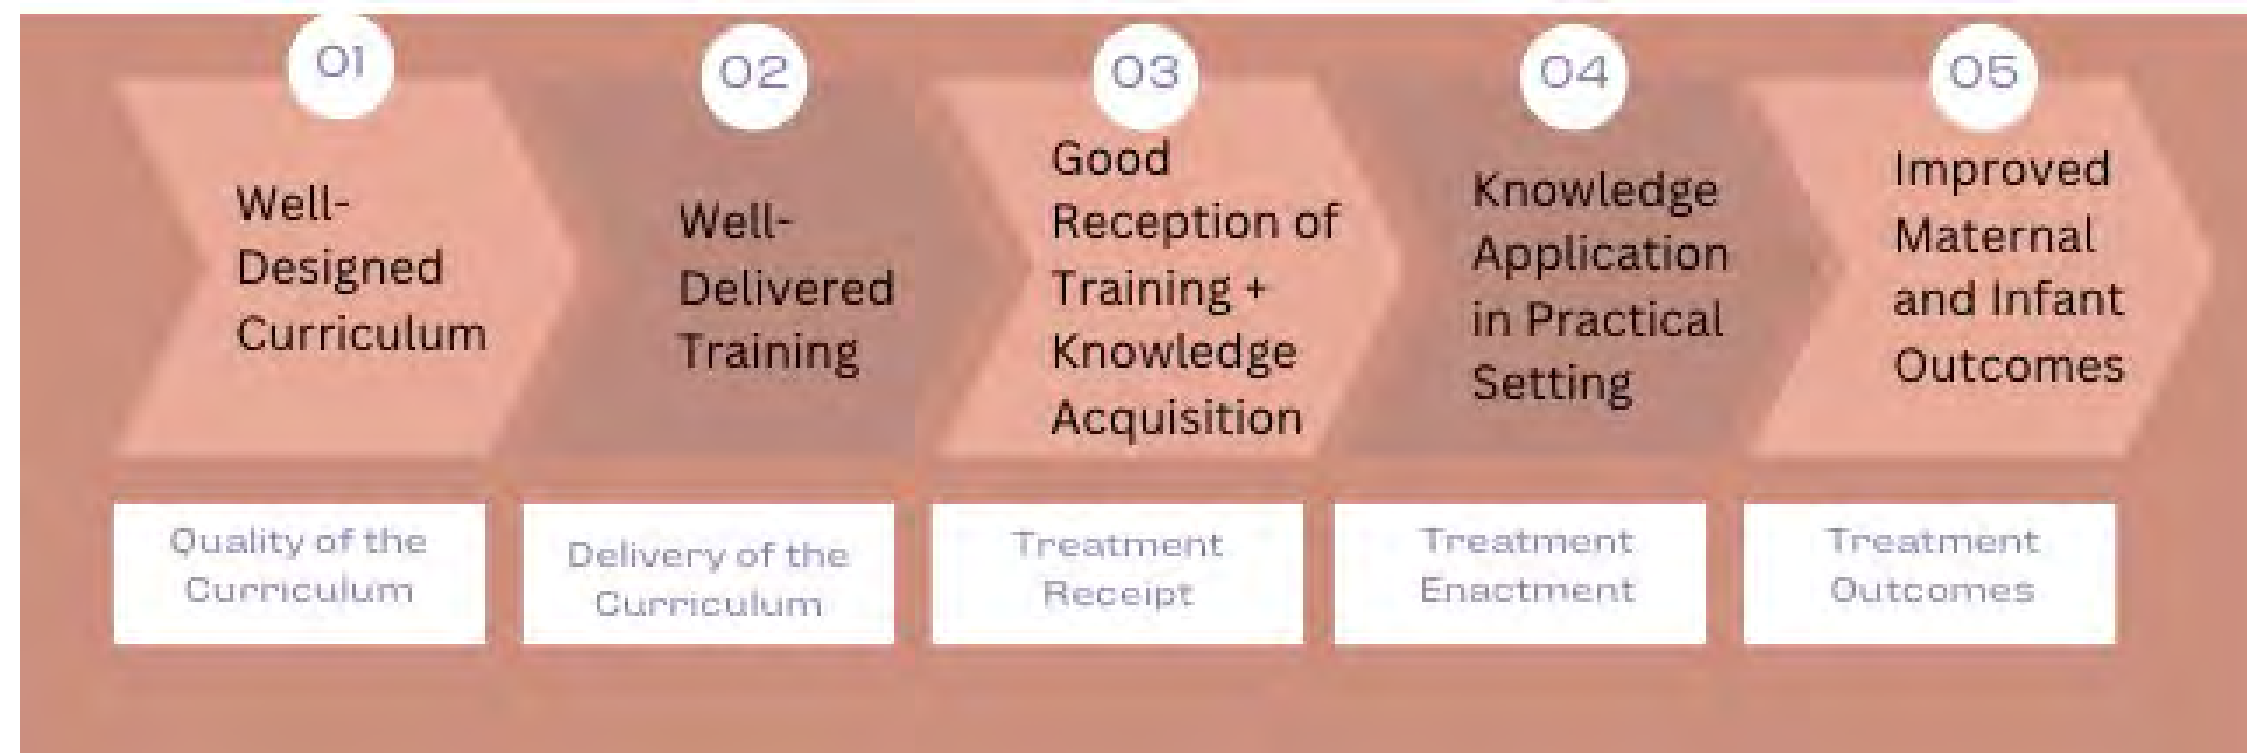 01
Well-
Designed
Curriculum
02
Well-
Delivered
Training
03
Good
Reception of
Training +
Knowledge
Acquisition
04
Knowledge
Application
in Practical
Setting
05
Improved
Maternal
and Infant
Outcomes
Quality of the
Curriculum
Delivery of the
Curriculum
Treatment
Receipt
Treatment
Enactment
Treatment
Outcomes